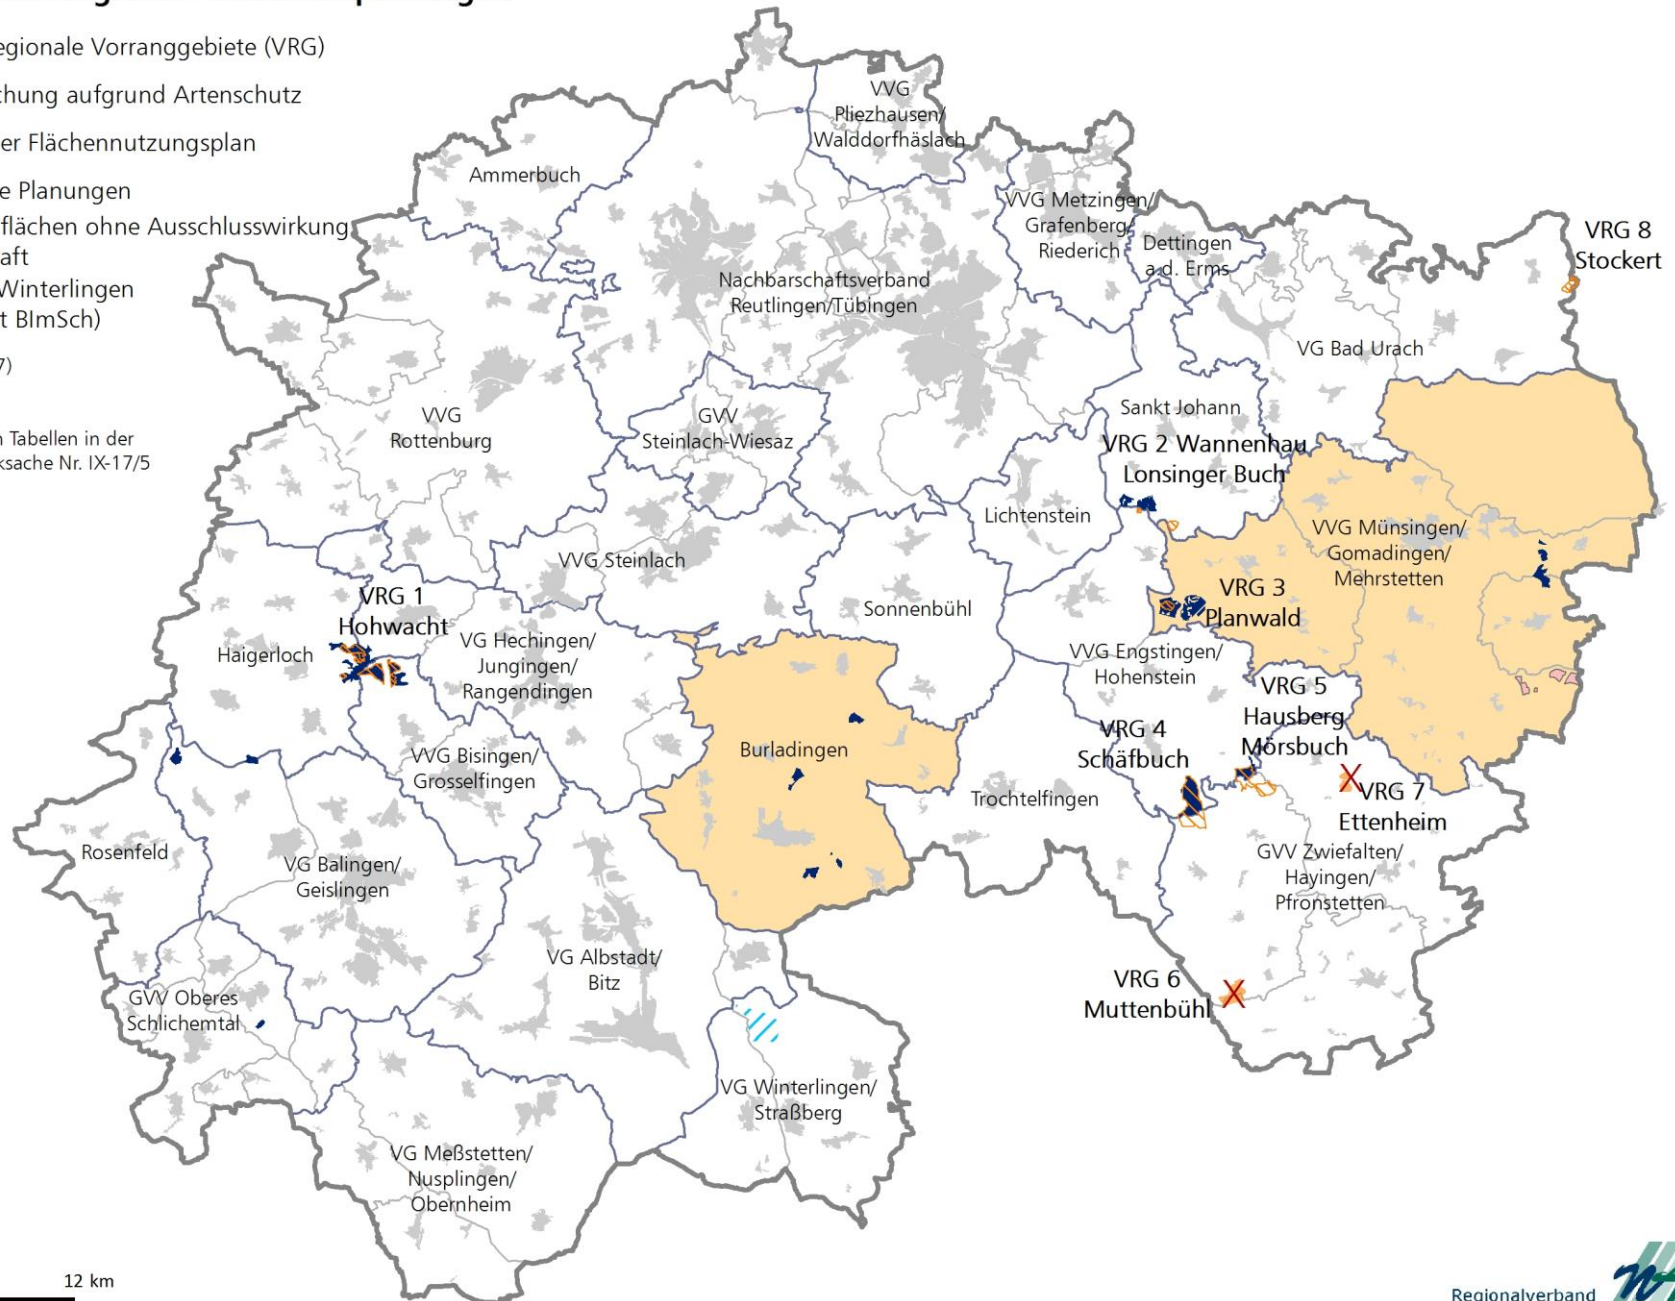 egionale Vorranggebiete (VRG)
chung aufgrund Artenschutz
er Flächennutzungsplan
e Planungen
flächen ohne Ausschlusswirkung
aft
Winterlingen
t BImSch)
7)
n Tabellen in der
ksache Nr. IX-17/5
VVG
Pliezhausen/
Walddorfhäslach
Ammerbuch
VVG Metzingen/
Grafenberg/
Riederich
Dettingen
a.d. Erms
VRG 8
Stockert
Nachbarschaftsverband
Reutlingen/Tübingen
VG Bad Urach
VVG
Rottenburg
GVV
Steinlach-Wiesaz
Sankt Johann
VRG 2 Wannenhau
Lonsinger Buch
Lichtenstein
VVG Münsingen/
Gomadingen/
Mehrstetten
VVG Steinlach
VRG 1
Hohwacht
Sonnenbühl
VRG 3
Planwald
Haigerloch
VG Hechingen/
Jungingen/
Rangendingen
VVG Engstingen/
Hohenstein
VRG 5
Hausberg
Mörsbuch
VRG 4
Schäfbuch
Burladingen
VVG Bisingen/
Grosselfingen
Trochtelfingen
VRG 7
Ettenheim
Rosenfeld
VG Balingen/
Geislingen
GVV Zwiefalten/
Hayingen/
Pfronstetten
VG Albstadt/
Bitz
VRG 6
Muttenbühl
GVV Oberes
Schlichemtal
VG Winterlingen/
Straßberg
VG Meßstetten/
Nusplingen/
Obernheim
12 km
Regionalverband